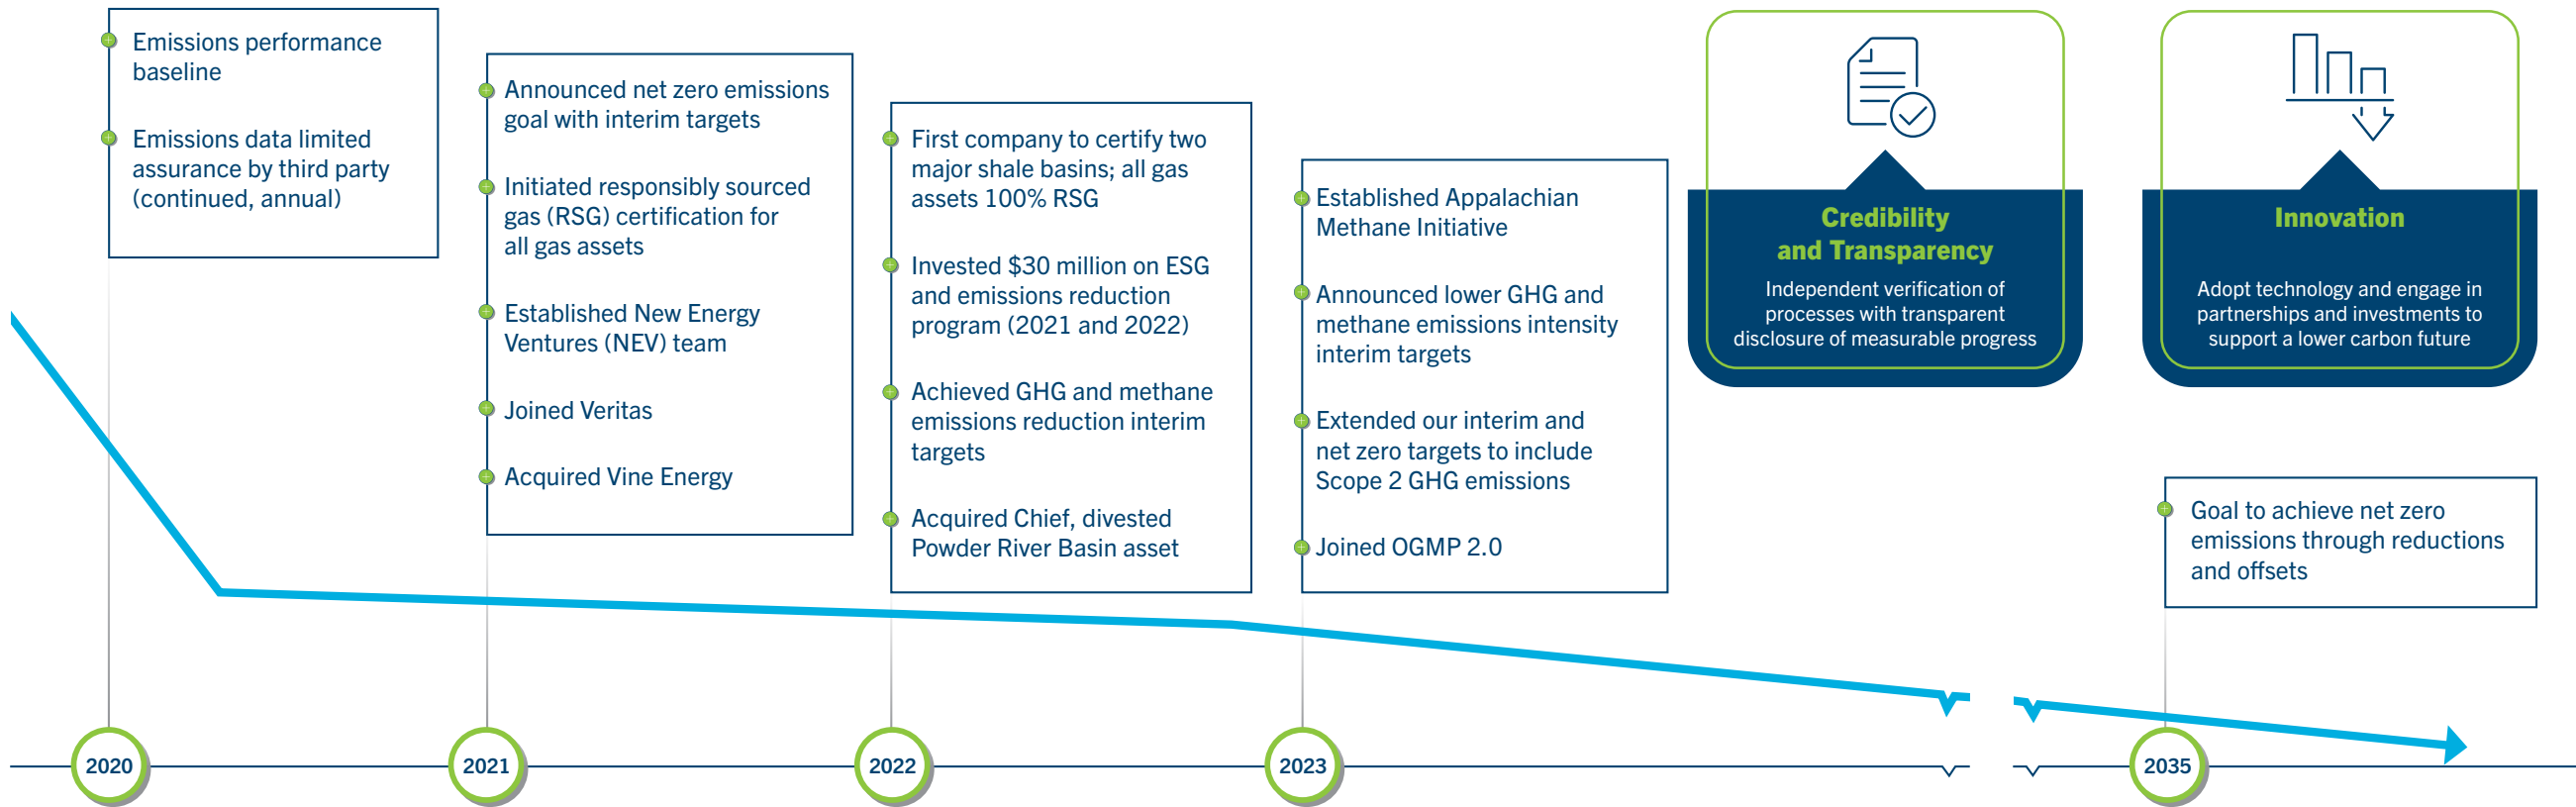 Emissions performance
baseline
Emissions data limited
assurance by third party
(continued, annual)
Announced net zero emissions
goal with interim targets
Initiated responsibly sourced
gas (RSG) certification for
all gas assets
Established New Energy
Ventures (NEV) team
Joined Veritas
Acquired Vine Energy
First company to certify two
major shale basins; all gas
assets 100% RSG
Invested $30 million on ESG
and emissions reduction
program (2021 and 2022)
Achieved GHG and methane
emissions reduction interim
targets
Acquired Chief, divested
Powder River Basin asset
Established Appalachian
Methane Initiative
Announced lower GHG and
methane emissions intensity
interim targets
Extended our interim and
net zero targets to include
Scope 2 GHG emissions
Joined OGMP 2.0
Credibility
and Transparency
Independent verification of
processes with transparent
disclosure of measurable progress
Innovation
Adopt technology and engage in
partnerships and investments to
support a lower carbon future
Goal to achieve net zero
emissions through reductions
and offsets
2020
2021
2022
2023
2035